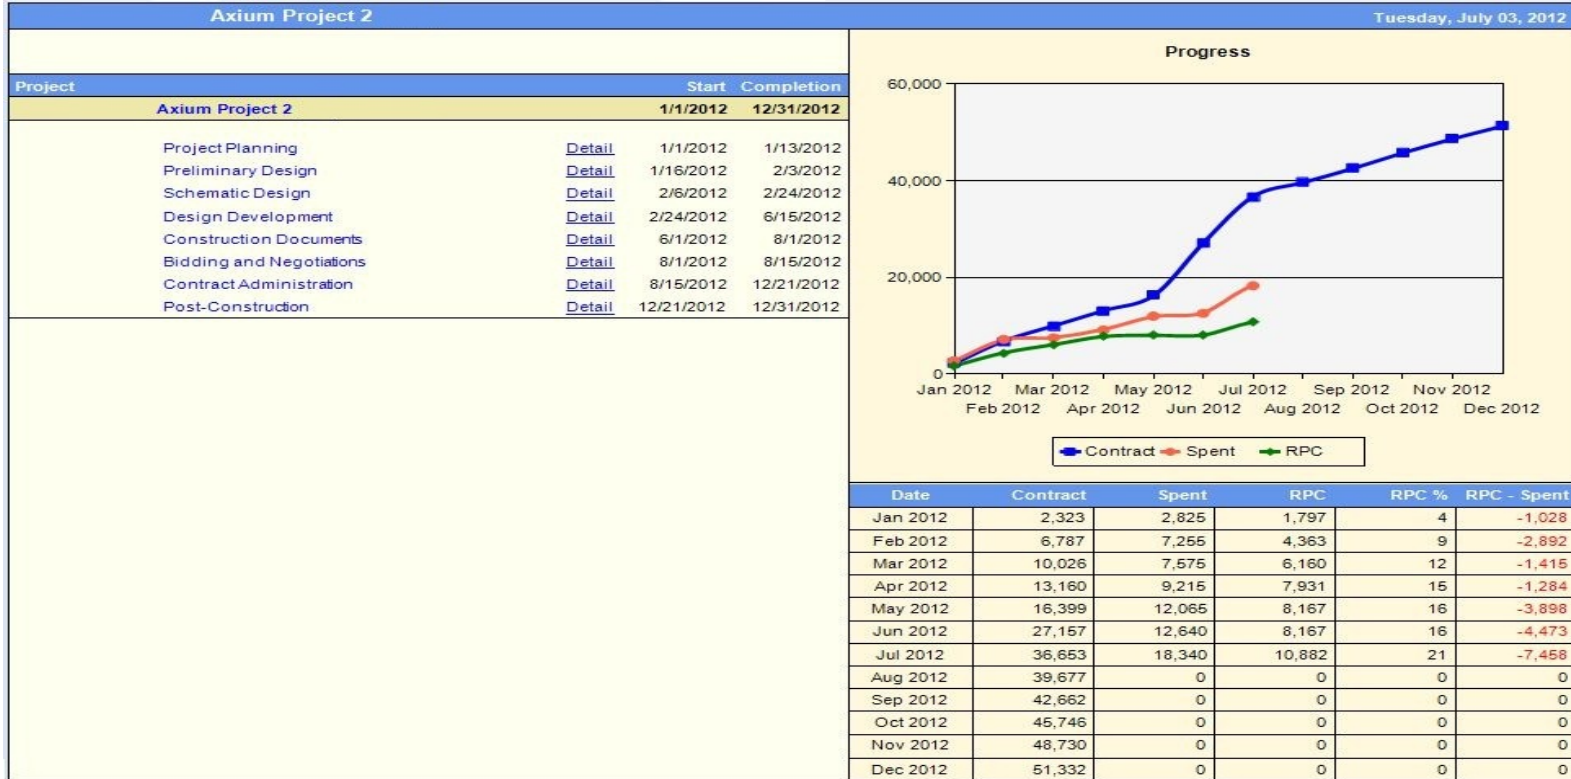 Axium Project 2 Tuesday, July 03, 2012
Project Start Completion
Axium Project 2 1/1/2012 12/31/2012
Project Planning Detail 1/1/2012 1/13/2012
Preliminary Design Detail 1/16/2012 2/3/2012
Schematic Design Detail 2/6/2012 2/24/2012
Design Development Detail 2/24/2012 6/15/2012
Construction Documents Detail 6/1/2012 8/1/2012
Bidding and Negotiations Detail 8/1/2012 8/15/2012
Contract Administration Detail 8/15/2012 12/21/2012
Post-Construction Detail 12/21/2012 12/31/2012
Progress
60,000
40,000
20,000
0
Jan 2012 Mar 2012 May 2012 Jul 2012 Sep 2012 Nov 2012
Feb 2012 Apr 2012 Jun 2012 Aug 2012 Oct 2012 Dec 2012
Contract Spent RPC
Date Contract Spent RPC RPC % RPC - Spent
Jan 2012 2,323 2,825 1,797 4 -1,028
Feb 2012 6,787 7,255 4,363 9 -2,892
Mar 2012 10,026 7,575 6,160 12 -1,415
Apr 2012 13,160 9,215 7,931 15 -1,284
May 2012 16,399 12,065 8,167 16 -3,898
Jun 2012 27,157 12,640 8,167 16 -4,473
Jul 2012 36,653 18,340 10,882 21 -7,458
Aug 2012 39,677 0 0 0 0
Sep 2012 42,662 0 0 0 0
Oct 2012 45,746 0 0 0 0
Nov 2012 48,730 0 0 0 0
Dec 2012 51,332 0 0 0 0